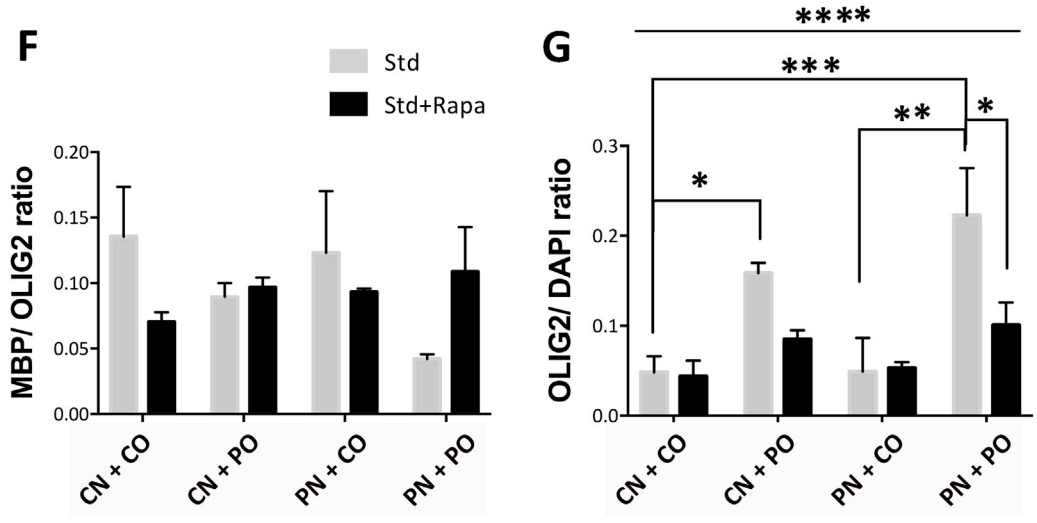 F
Std
Std+Rapa
MBP/ OLIG2 ratio
0.20
0.15
0.10
0.05
0.00
CN + CO
CN + PO
PN + CO
PN + PO
G
****
***
**
*
*
OLIG2/ DAPI ratio
0.3
0.2
0.1
0.0
CN + CO
CN + PO
PN + CO
PN + PO